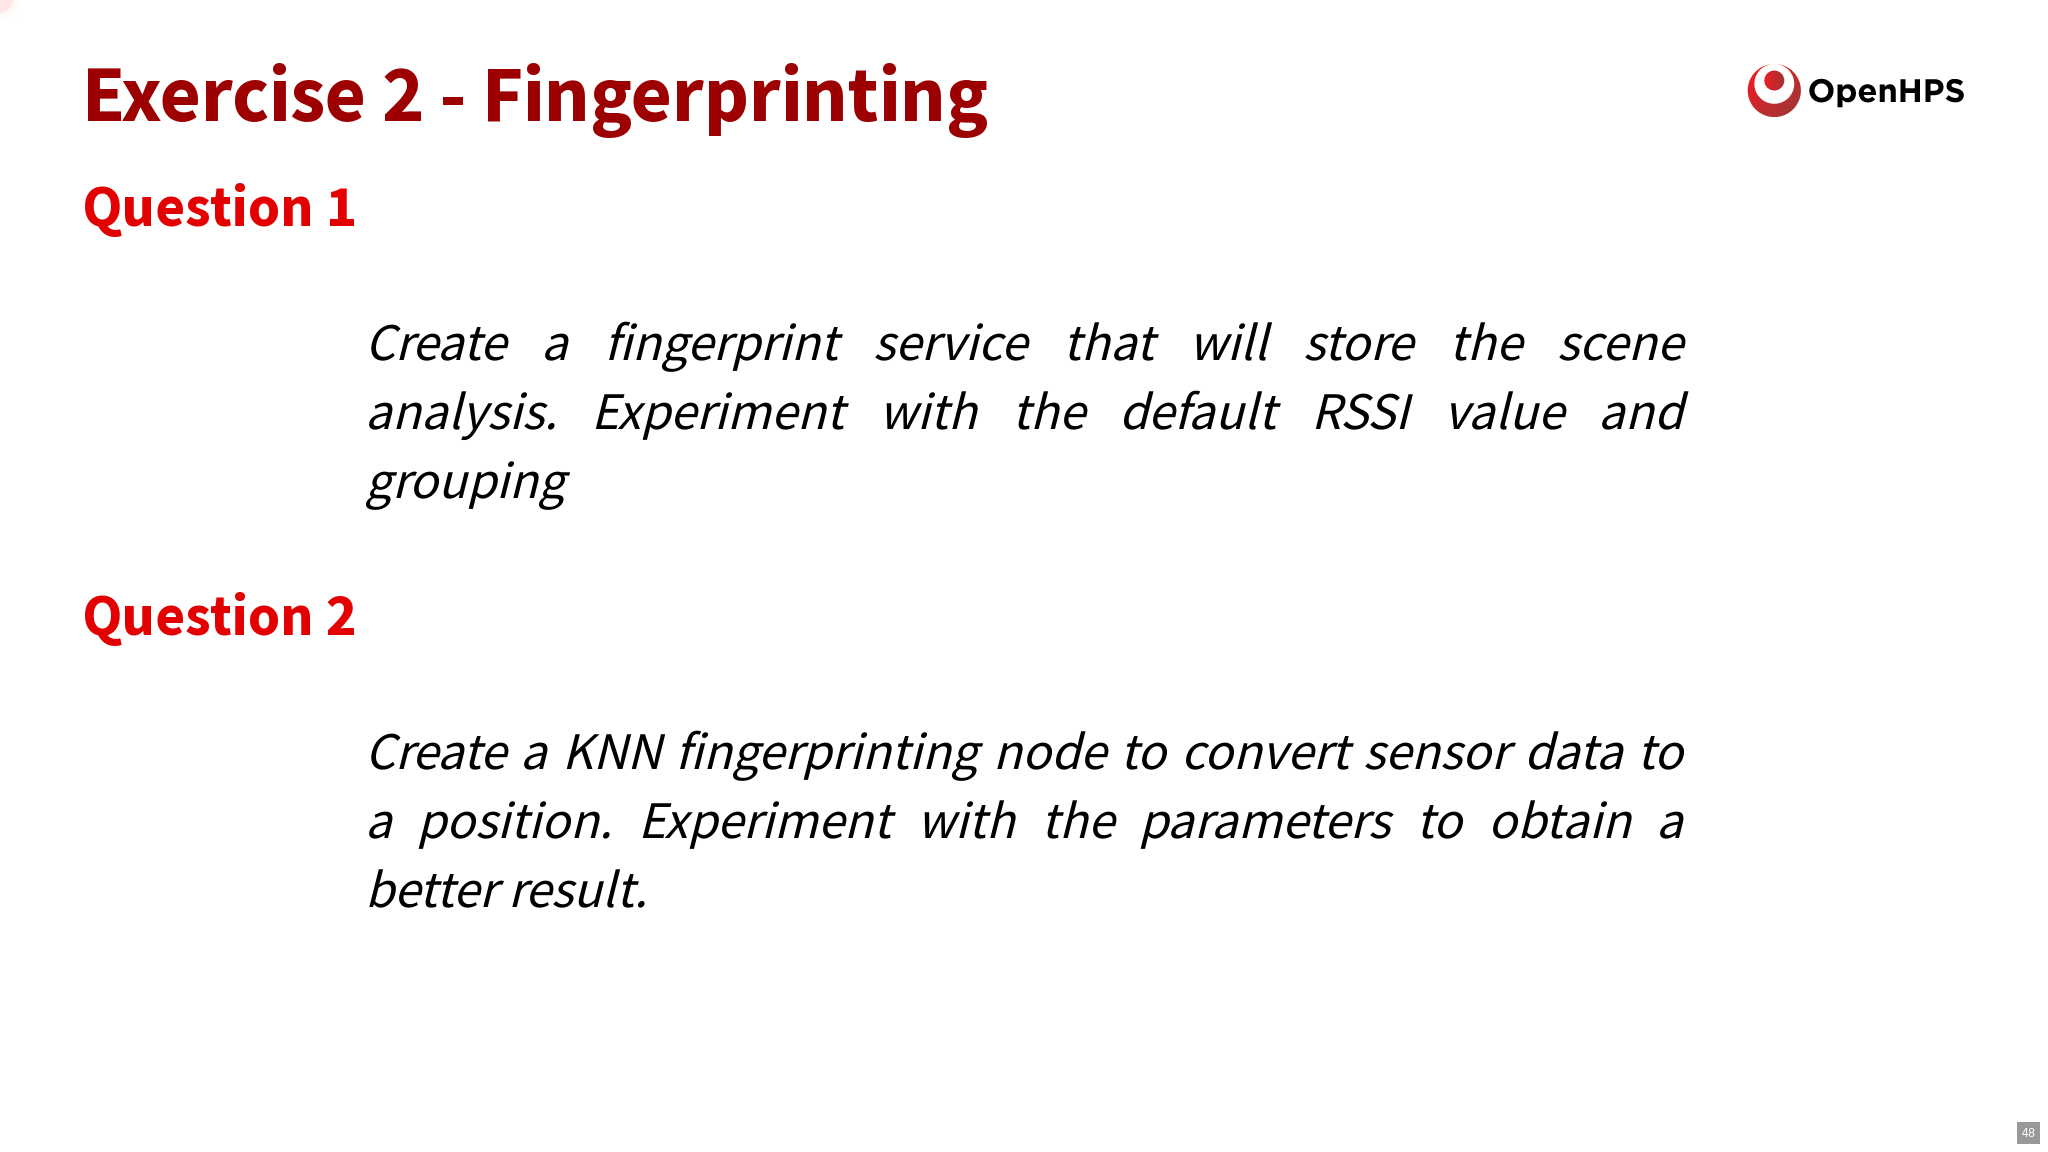 Exercise 2 - Fingerprinting
OpenHPS
Question 1
Create a fingerprint service that will store the scene
analysis. Experiment with the default RSSI value and
grouping
Question 2
Create a KNN fingerprinting node to convert sensor data to
a position. Experiment with the parameters to obtain a
better result.
48